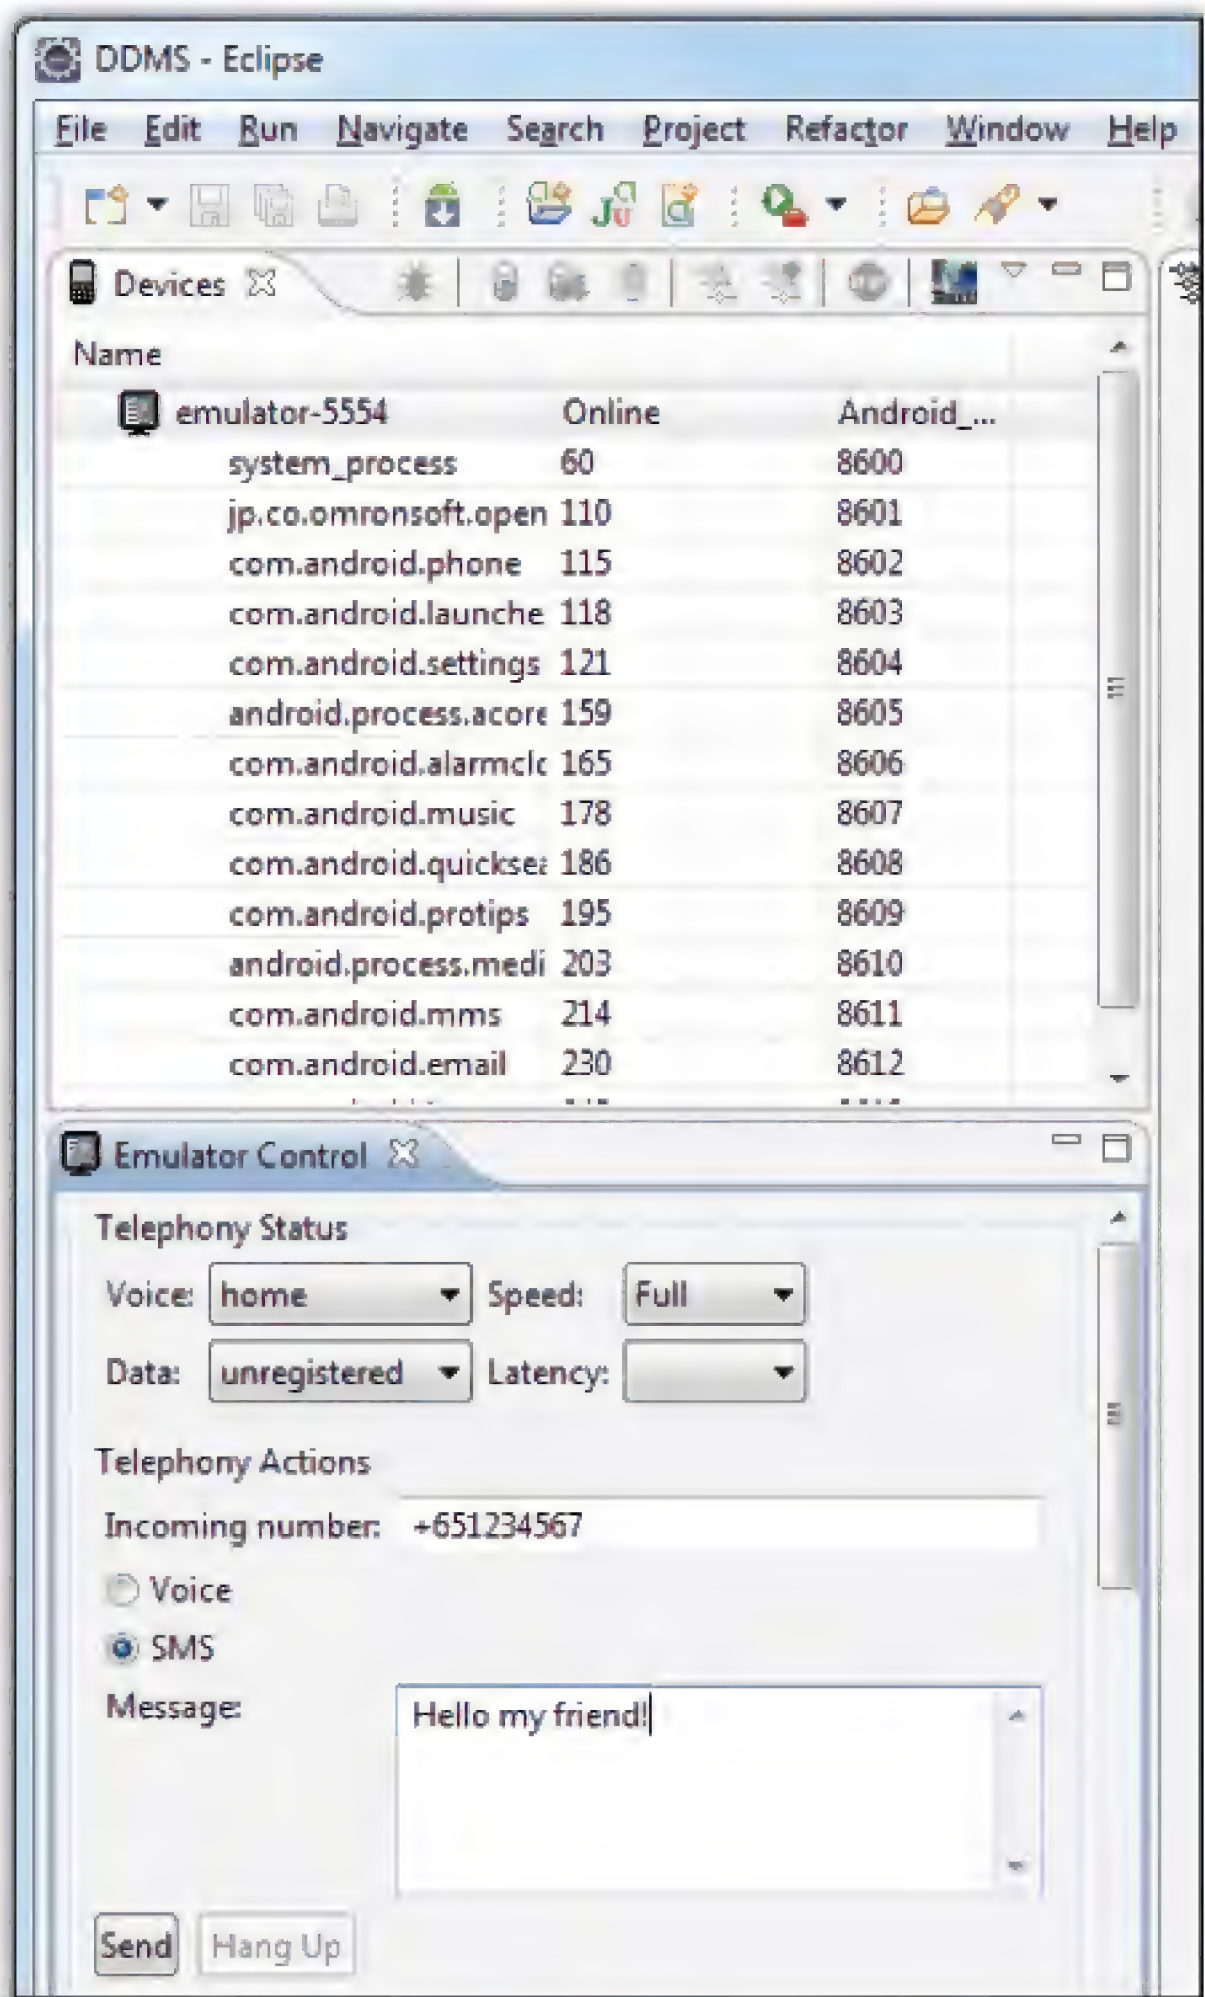 DDMS - Eclipse
File Edit Run Navigate Search Project Refactor Window Help
Devices
Name
emulator-5554 Online Android_...
system_process 60 8600
jp.co.omronsoft.open 110 8601
com.android.phone 115 8602
com.android.launche 118 8603
com.android.settings 121 8604
android.process.acore 159 8605
com.android.alarmclc 165 8606
com.android.music 178 8607
com.android.quicksea 186 8608
com.android.protips 195 8609
android.process.medi 203 8610
com.android.mms 214 8611
com.android.email 230 8612
Emulator Control
Telephony Status
Voice: home Speed: Full
Data: unregistered Latency:
Telephony Actions
Incoming number: +651234567
Voice
SMS
Message: Hello my friend!
Send Hang Up